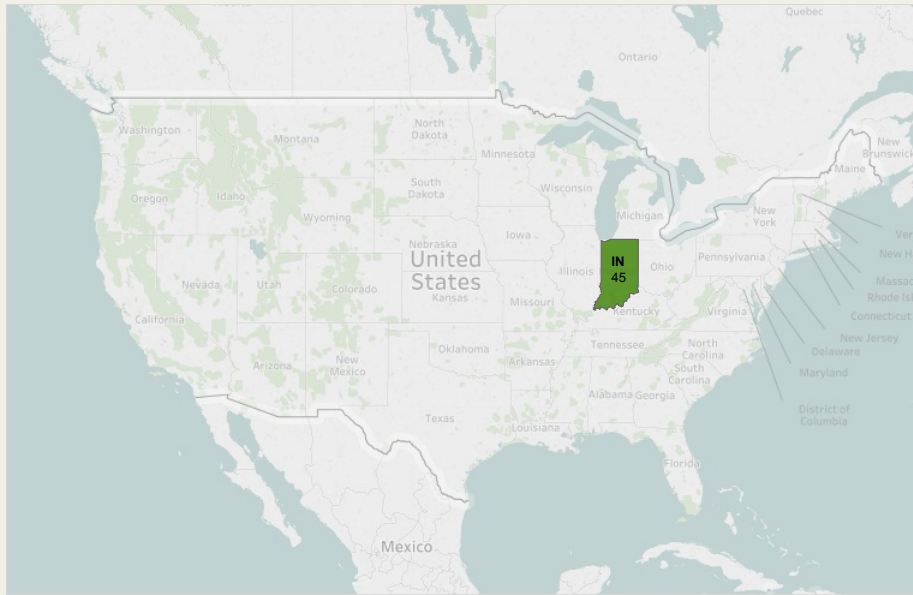 Quebec
Ontario
Washington
Montana
North
Dakota
Minnesota
New
Brunswick
Maine
Oregon
Idaho
South
Dakota
Wisconsin
Michigan
New
York
Wyoming
Iowa
Nebraska
United
States
Nevada
Utah
Colorado
Kansas
Illinois
IN
45
Ohio
Pennsylvania
Missouri
Kentucky
Virginia
California
Oklahoma
Tennessee
North
Carolina
Arizona
New
Mexico
Arkansas
South
Carolina
Texas
Alabama
Georgia
Louisiana
Florida
Mexico
Ver
New H
Massac
Rhode Isl
Connecticut
New Jersey
Delaware
Maryland
District of
Columbia